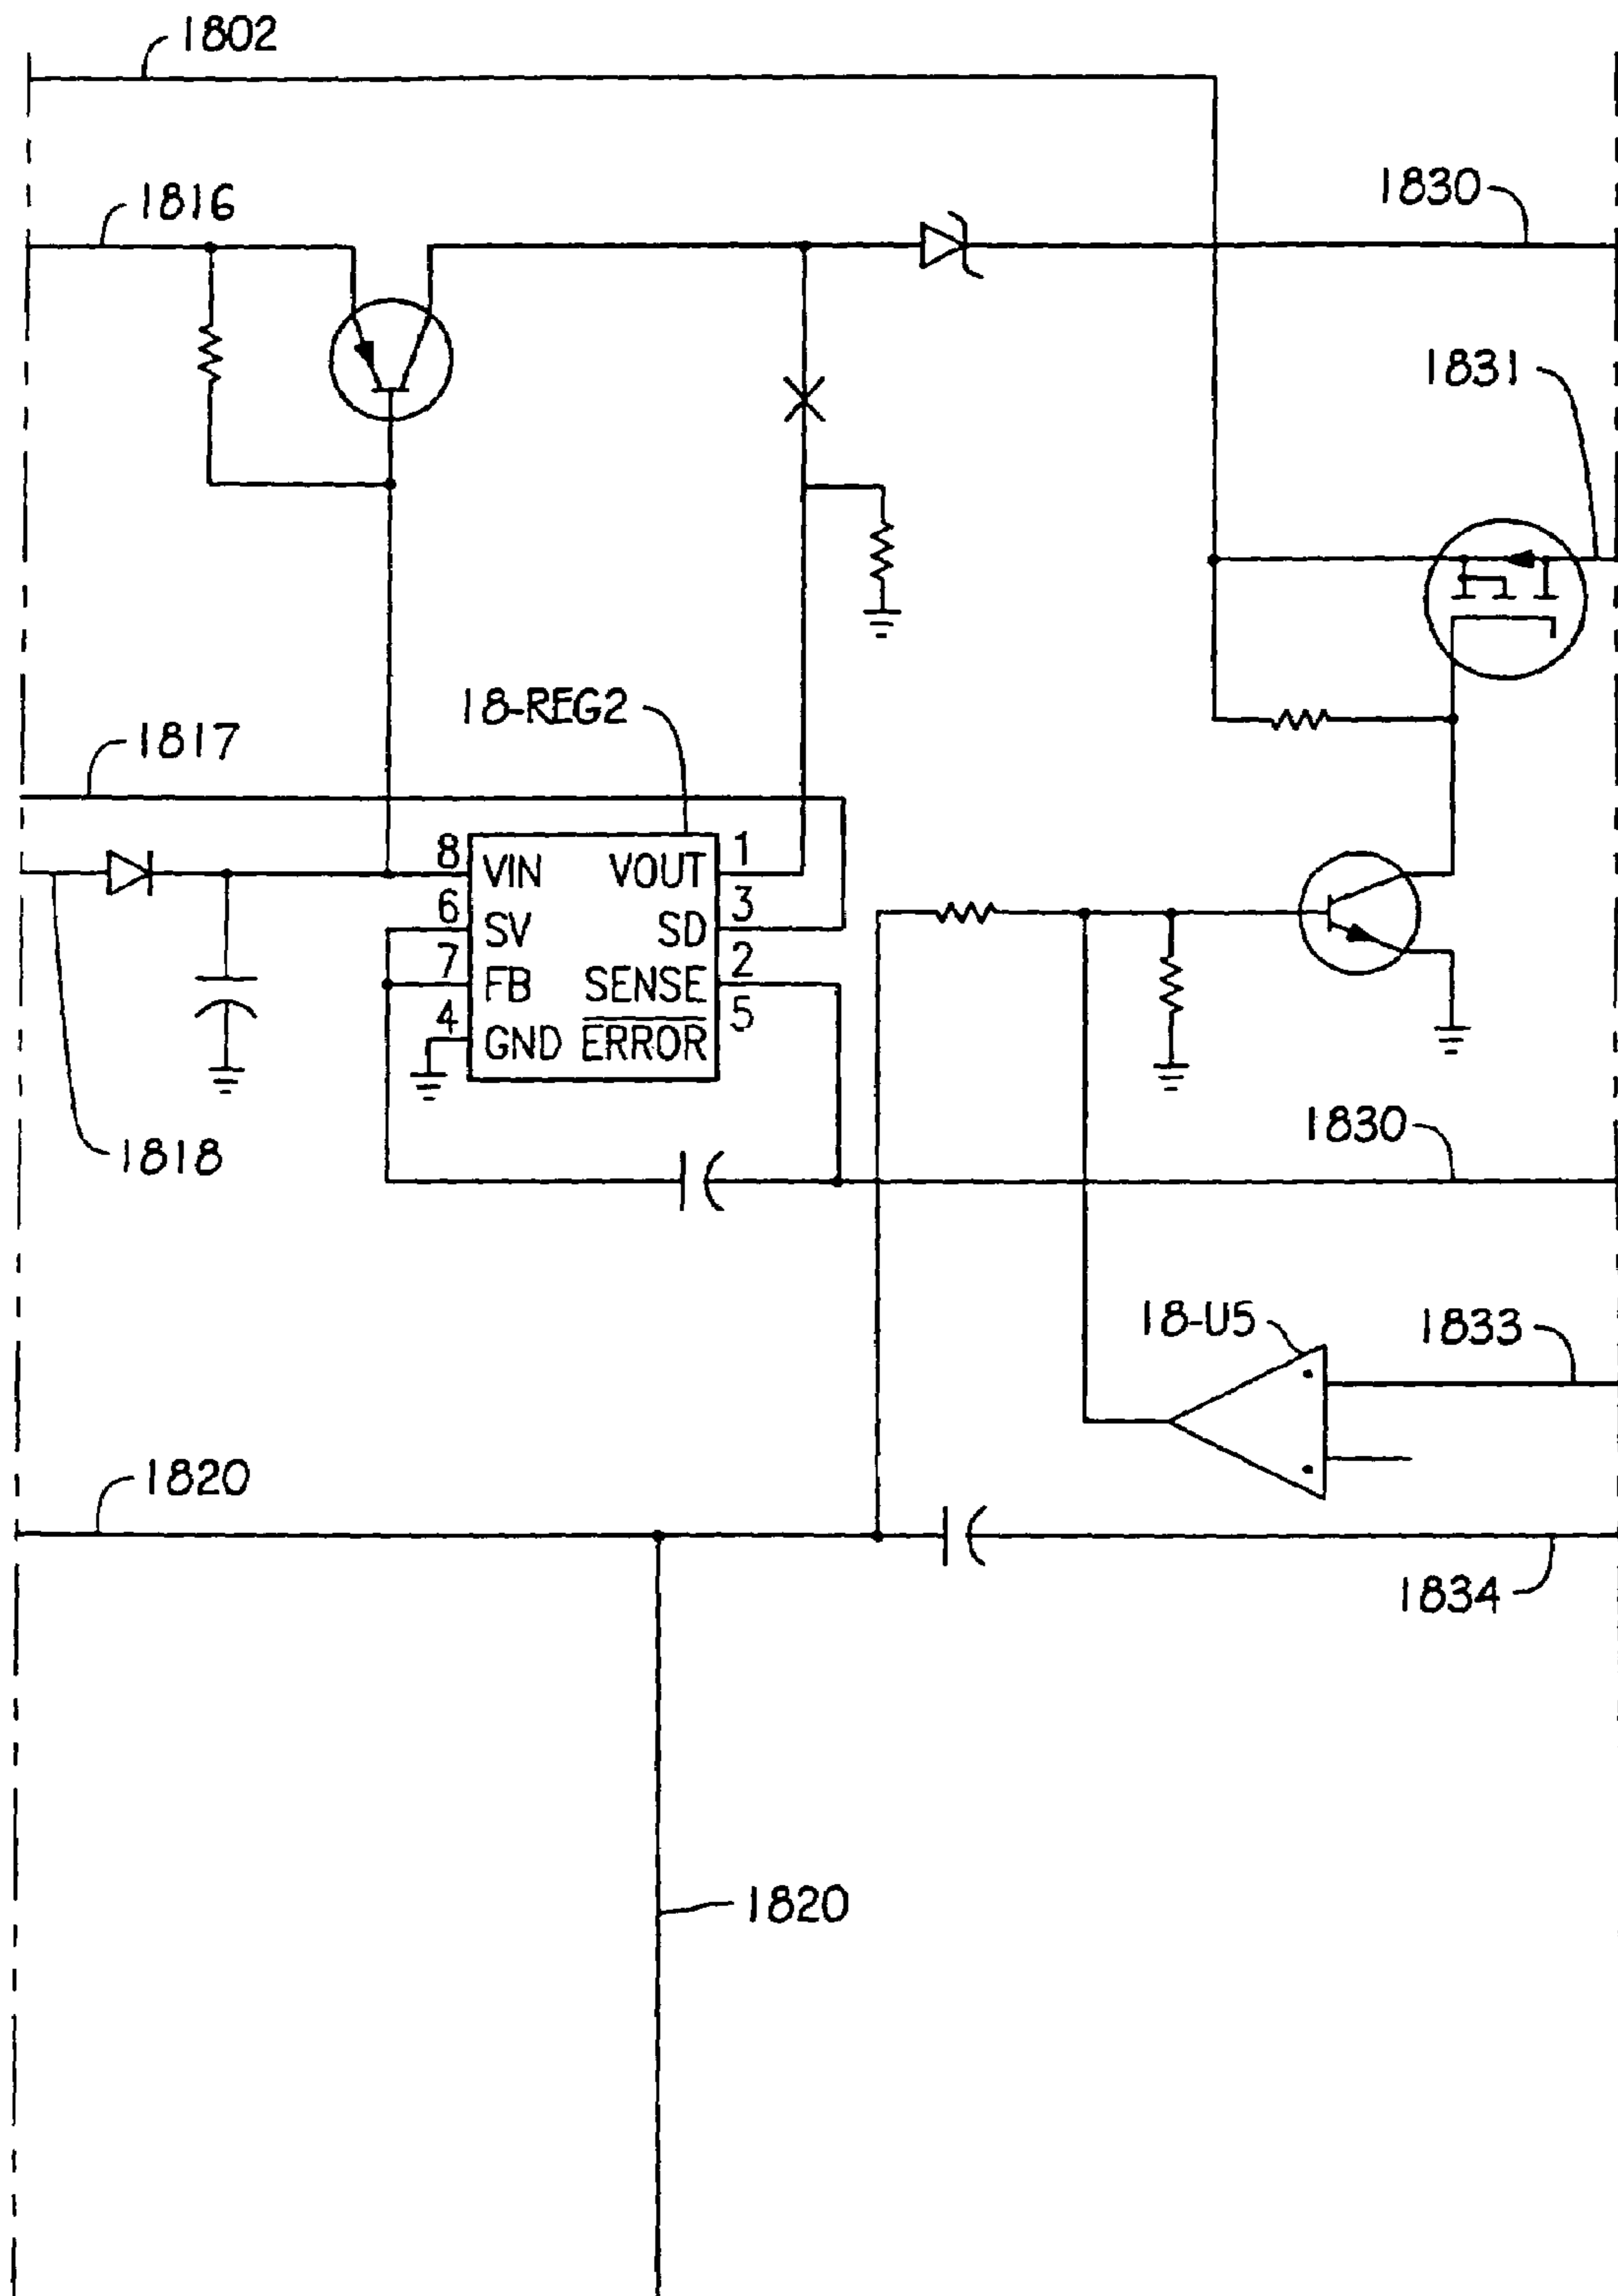 1802
1816
1830
1831
18-REG2
1817
8 VIN VOUT 1
6 SV SD 3
7 FB SENSE 2
4 GND ERROR 5
1818
1830
18-U5
1833
1820
1834
1820